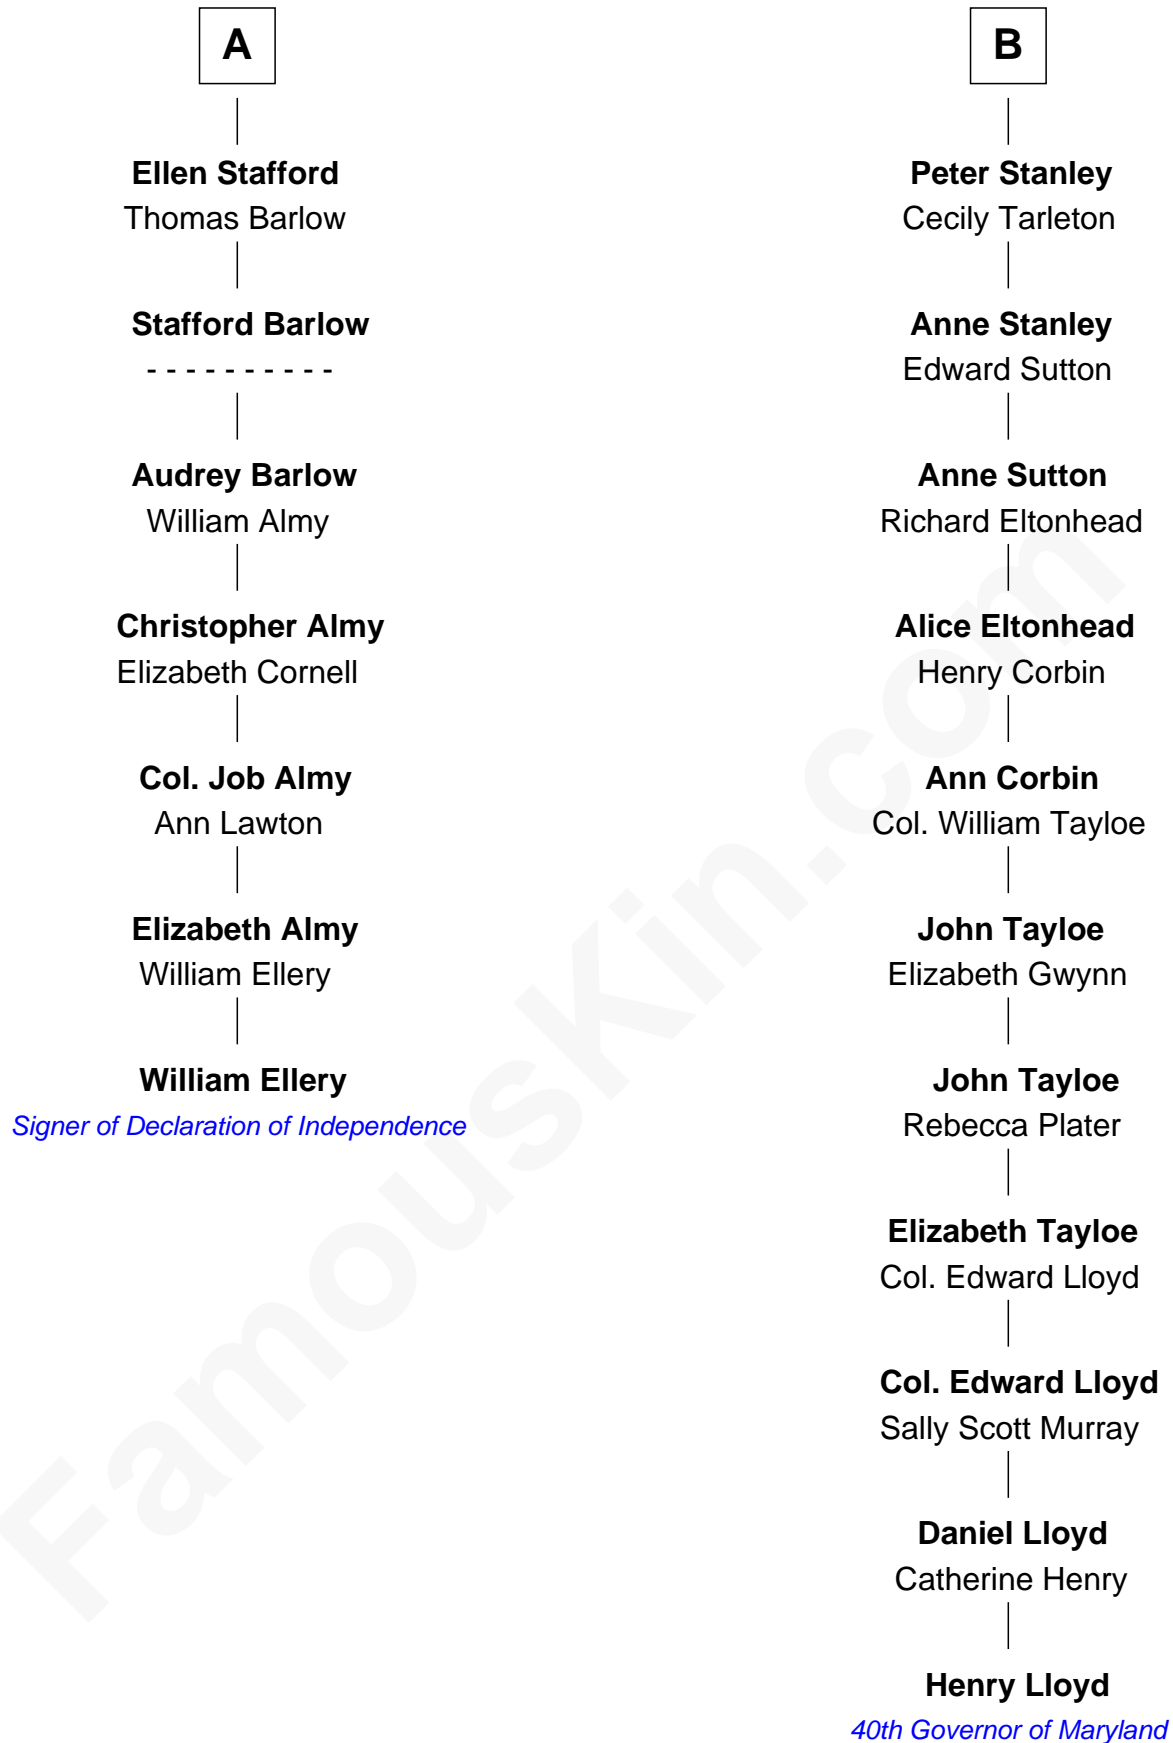 A
Ellen Stafford
Thomas Barlow
Stafford Barlow
- - - - - - - - - -
Audrey Barlow
William Almy
Christopher Almy
Elizabeth Cornell
Col. Job Almy
Ann Lawton
Elizabeth Almy
William Ellery
William Ellery
Signer of Declaration of Independence
B
Peter Stanley
Cecily Tarleton
Anne Stanley
Edward Sutton
Anne Sutton
Richard Eltonhead
Alice Eltonhead
Henry Corbin
Ann Corbin
Col. William Tayloe
John Tayloe
Elizabeth Gwynn
John Tayloe
Rebecca Plater
Elizabeth Tayloe
Col. Edward Lloyd
Col. Edward Lloyd
Sally Scott Murray
Daniel Lloyd
Catherine Henry
Henry Lloyd
40th Governor of Maryland
FamousKin.com